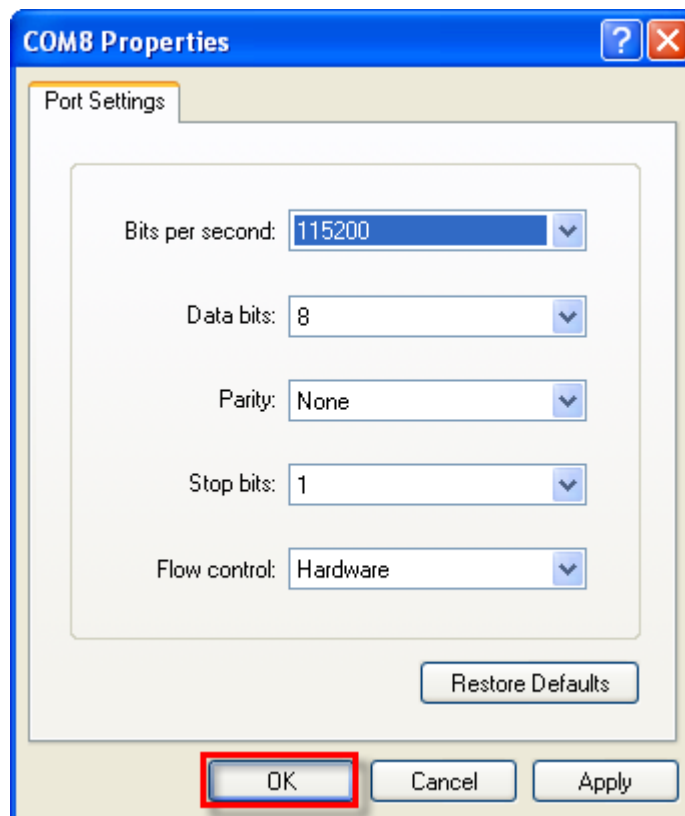 COM8 Properties
Port Settings
Bits per second: 115200
Data bits: 8
Parity: None
Stop bits: 1
Flow control: Hardware
Restore Defaults
OK Cancel Apply